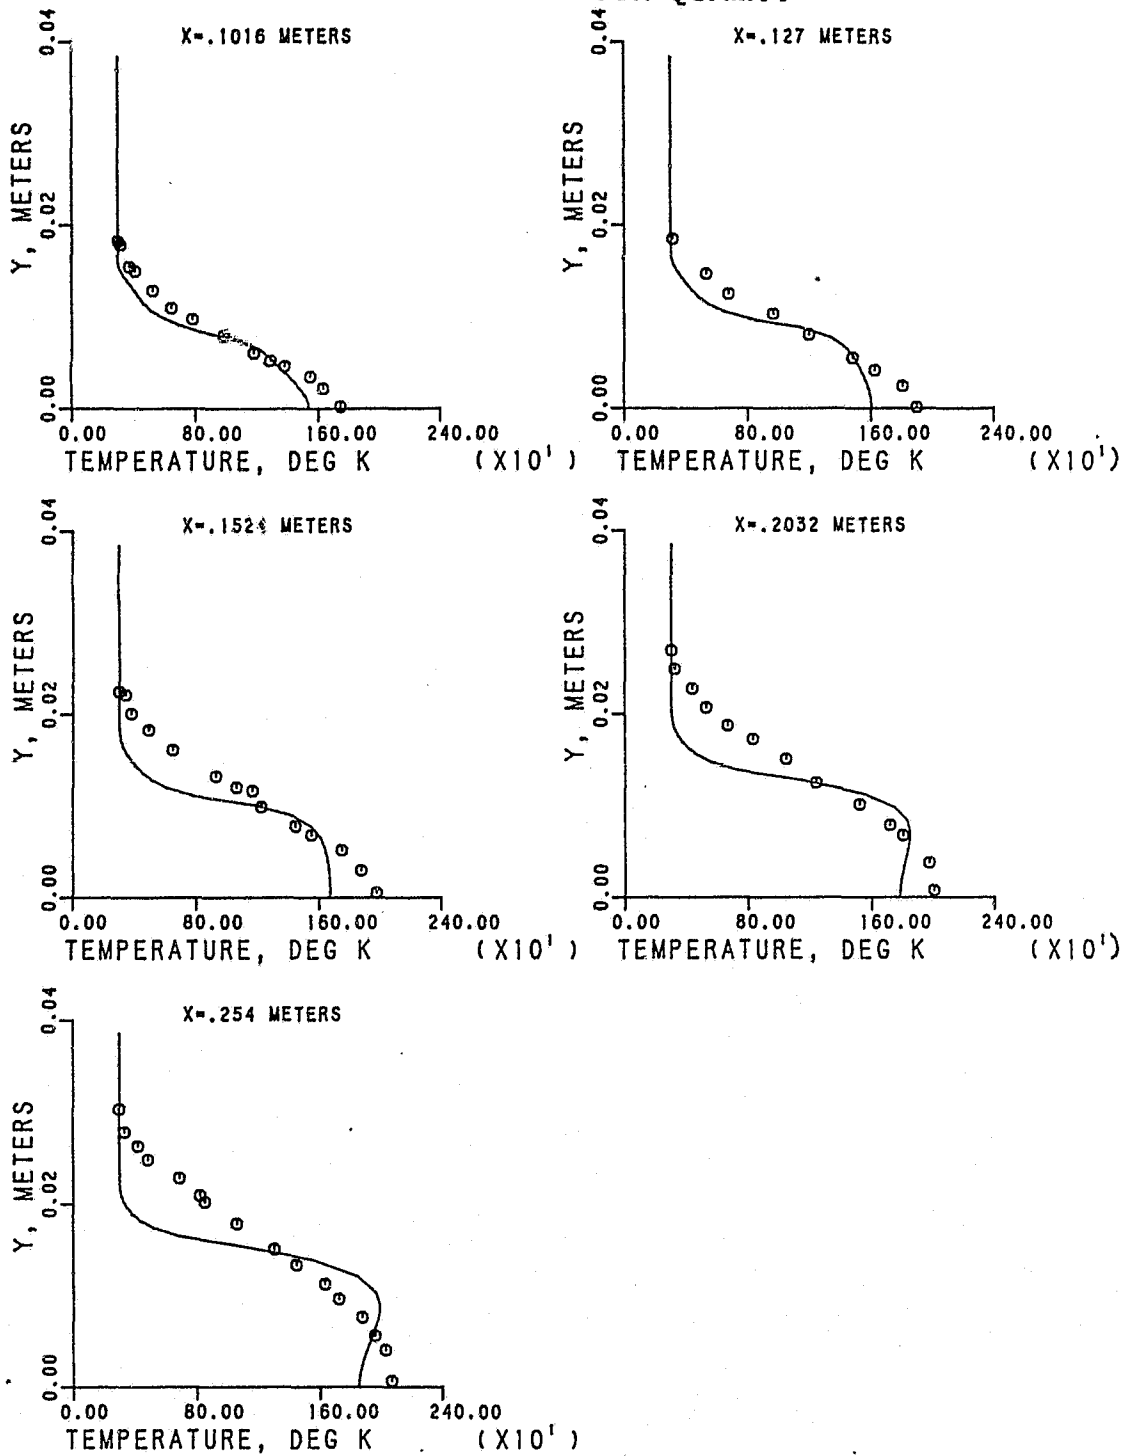 X=.1016 METERS
0.04
0.02
0.00
Y, METERS
0.00 80.00 160.00 240.00
TEMPERATURE, DEG K (X10¹)
X=.127 METERS
0.04
0.02
0.00
Y, METERS
0.00 80.00 160.00 240.00
TEMPERATURE, DEG K (X10¹)
X=.1524 METERS
0.04
0.02
0.00
Y, METERS
0.00 80.00 160.00 240.00
TEMPERATURE, DEG K (X10¹)
X=.2032 METERS
0.04
0.02
0.00
Y, METERS
0.00 80.00 160.00 240.00
TEMPERATURE, DEG K (X10¹)
X=.254 METERS
0.04
0.02
0.00
Y, METERS
0.00 80.00 160.00 240.00
TEMPERATURE, DEG K (X10¹)